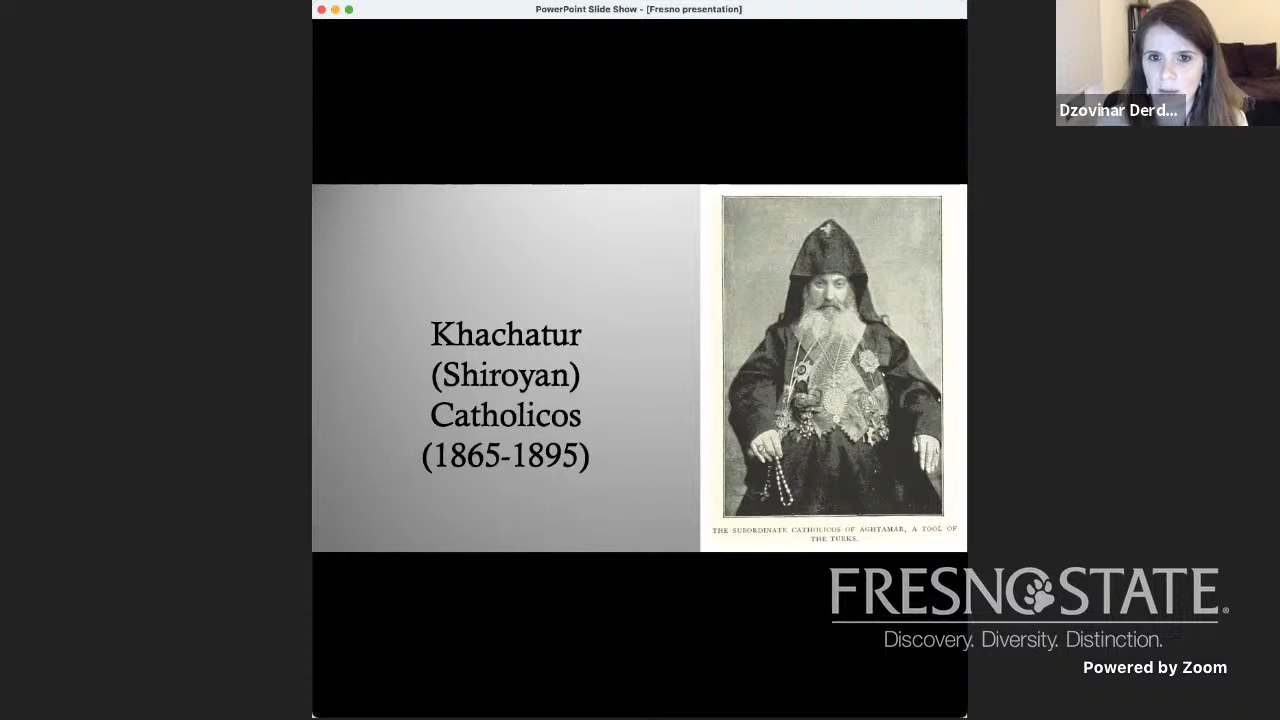 PowerPoint Slide Show - [Fresno presentation]
Dzovinar Derd...
Khachatur
(Shiroyan)
Catholicos
(1865-1895)
THE SUBORDINATE CATHOLICOS OF AGHTAMAR, A TOOL OF
THE TURKS.
FRESNO STATE®
Discovery. Diversity. Distinction.
Powered by Zoom